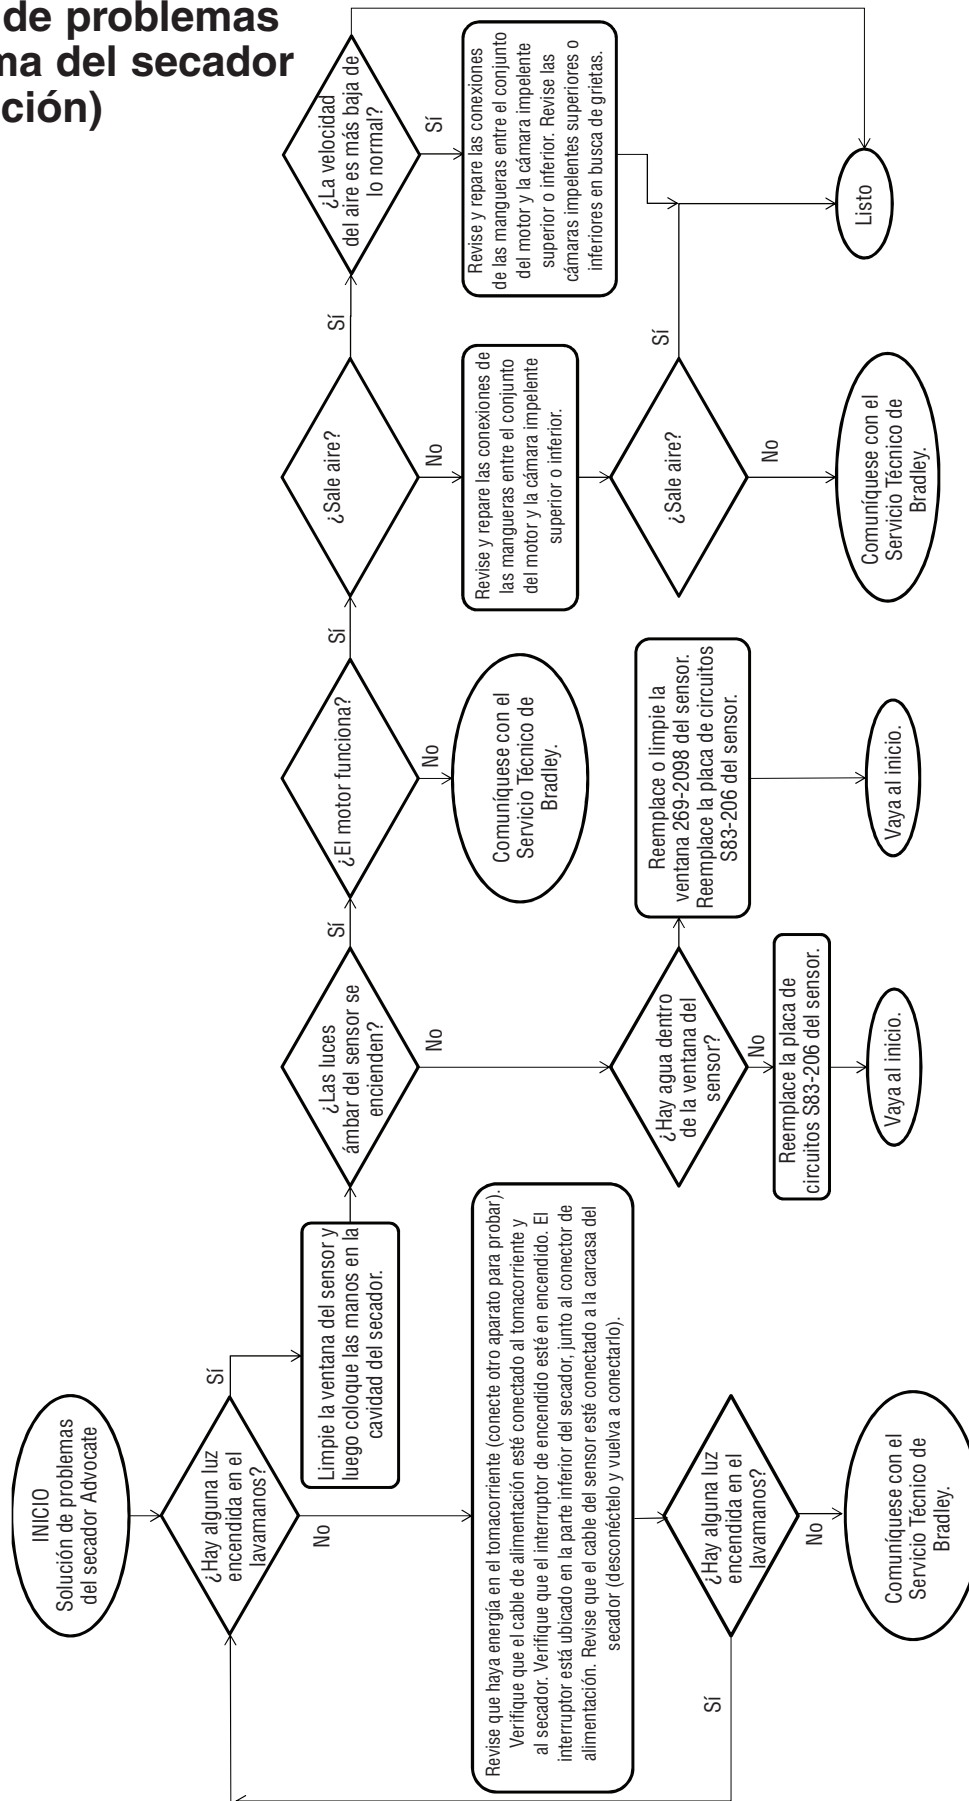 de problemas
ma del secador
ción)
INICIO
Solución de problemas
del secador Advocate
¿Hay alguna luz
encendida en el
lavamanos?
Sí
No
Limpie la ventana del sensor y
luego coloque las manos en la
cavidad del secador.
Revise que haya energía en el tomacorriente (conecte otro aparato para probar).
Verifique que el cable de alimentación esté conectado al tomacorriente y
al secador. Verifique que el interruptor de encendido esté en encendido. El
interruptor está ubicado en la parte inferior del secador, junto al conector de
alimentación. Revise que el cable del sensor esté conectado a la carcasa del
secador (desconéctelo y vuelva a conectarlo).
¿Hay alguna luz
encendida en el
lavamanos?
Sí
No
Comuníquese con el
Servicio Técnico de
Bradley.
¿Las luces
ámbar del sensor se
encienden?
Sí
No
¿Hay agua dentro
de la ventana del
sensor?
No
Reemplace la placa de
circuitos S83-206 del sensor.
Vaya al inicio.
Reemplace o limpie la
ventana 269-2098 del sensor.
Reemplace la placa de circuitos
S83-206 del sensor.
Vaya al inicio.
¿El motor funciona?
Sí
No
Comuníquese con el
Servicio Técnico de
Bradley.
¿Sale aire?
Sí
No
Revise y repare las conexiones de
las mangueras entre el conjunto
del motor y la cámara impelente
superior o inferior.
¿Sale aire?
Sí
No
Comuníquese con el
Servicio Técnico de
Bradley.
¿La velocidad
del aire es más baja de
lo normal?
Sí
Revise y repare las conexiones
de las mangueras entre el conjunto
del motor y la cámara impelente
superior o inferior. Revise las
cámaras impelentes superiores o
inferiores en busca de grietas.
Listo